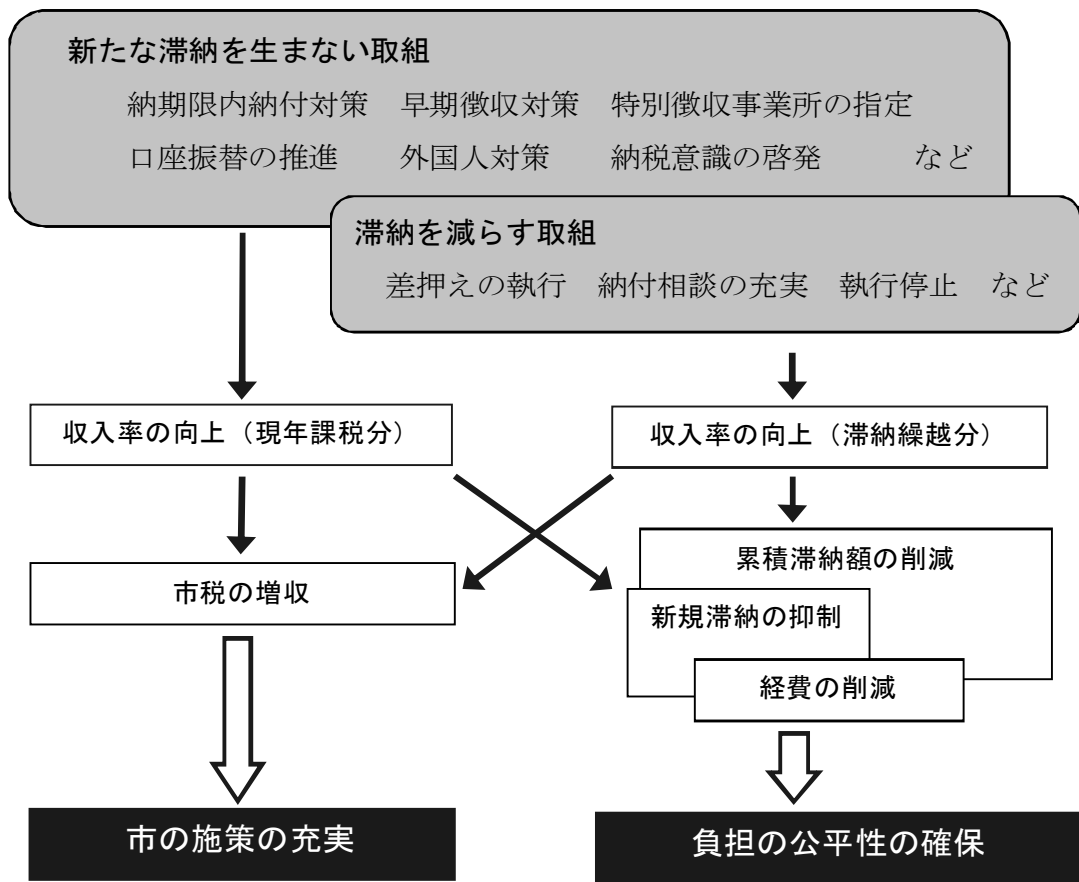 新たな滞納を生まない取組
納期限内納付対策 早期徴収対策 特別徴収事業所の指定
口座振替の推進 外国人対策 納税意識の啓発 など
滞納を減らす取組
差押えの執行 納付相談の充実 執行停止 など
収入率の向上（現年課税分）
収入率の向上（滞納繰越分）
市税の増収
累積滞納額の削減
新規滞納の抑制
経費の削減
市の施策の充実
負担の公平性の確保